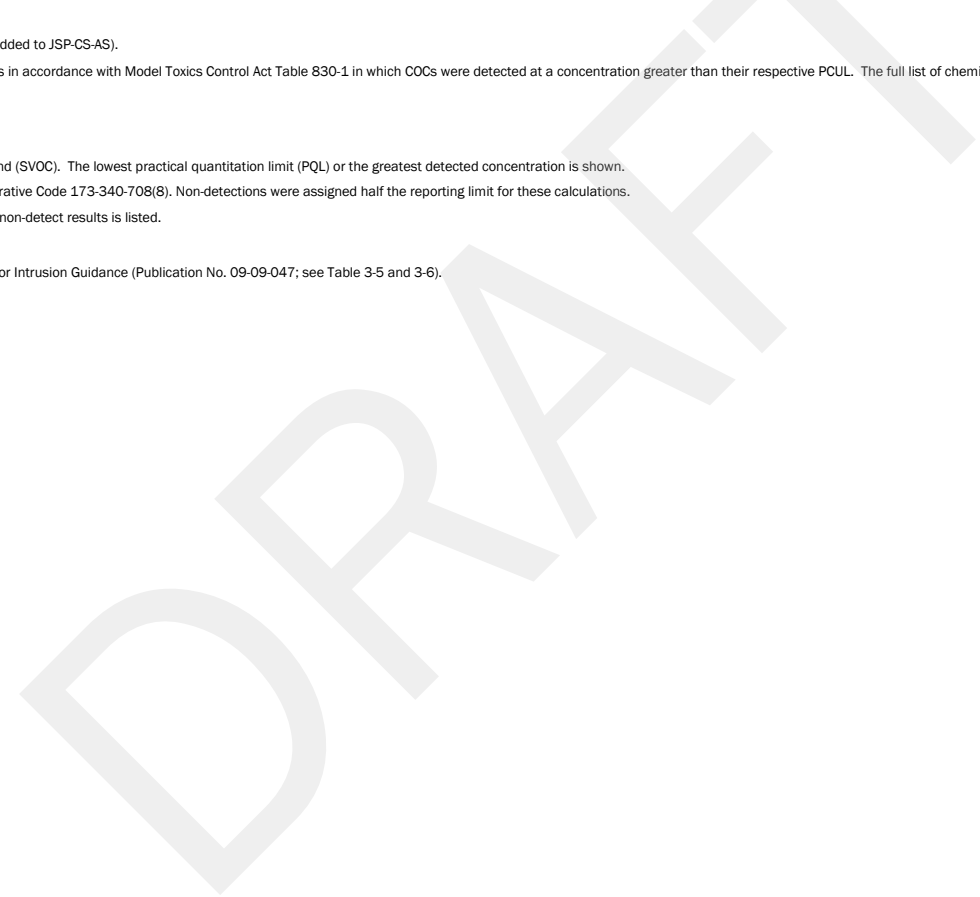 dded to JSP-CS-AS).
s in accordance with Model Toxics Control Act Table 830-1 in which COCs were detected at a concentration greater than their respective PCUL.  The full list of chemi
nd (SVOC).  The lowest practical quantitation limit (PQL) or the greatest detected concentration is shown.
rative Code 173-340-708(8). Non-detections were assigned half the reporting limit for these calculations.
non-detect results is listed.
or Intrusion Guidance (Publication No. 09-09-047; see Table 3-5 and 3-6).
DRAFT